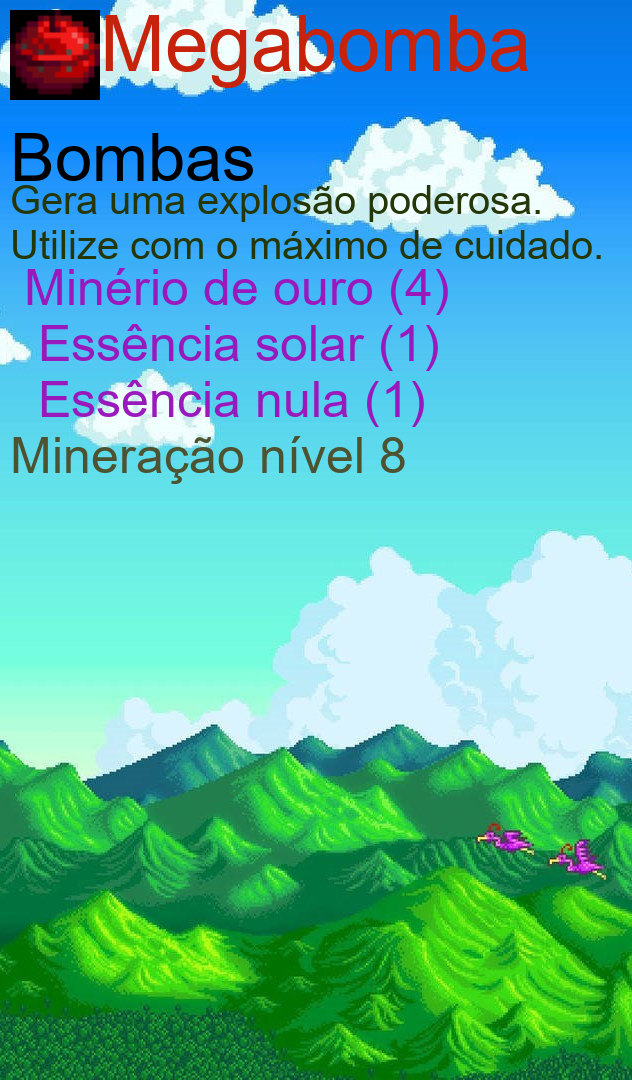 Megabomba
Bombas
Gera uma explosão poderosa.
Utilize com o máximo de cuidado.
Minério de ouro (4)
Essência solar (1)
Essência nula (1)
Mineração nível 8